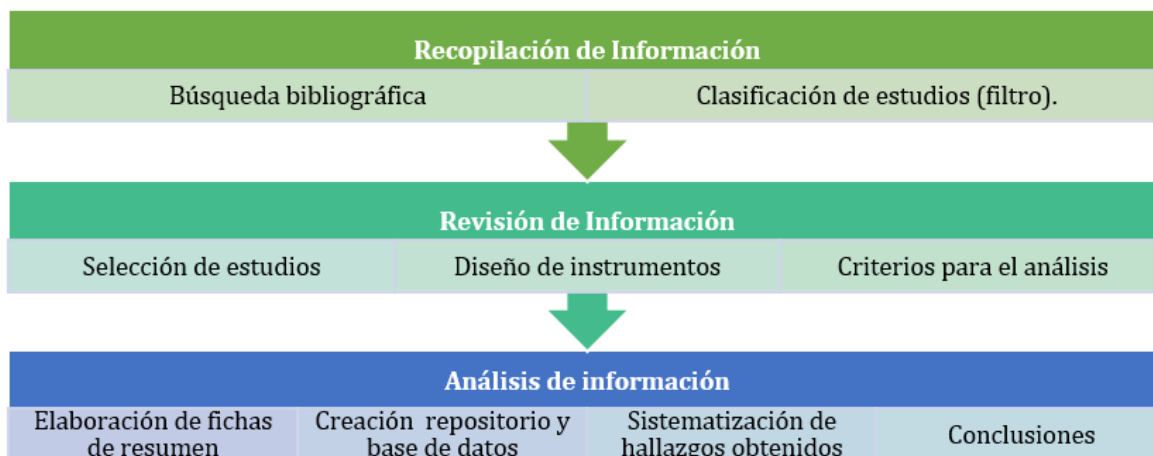 Recopilación de Información
Búsqueda bibliográfica
Clasificación de estudios (filtro).
Revisión de Información
Selección de estudios
Diseño de instrumentos
Criterios para el análisis
Análisis de información
Elaboración de fichas
de resumen
Creación repositorio y
base de datos
Sistematización de
hallazgos obtenidos
Conclusiones